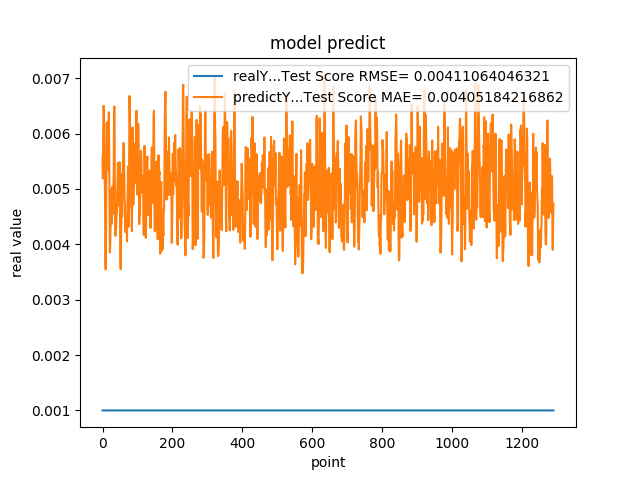 model predict
realY...Test Score RMSE= 0.00411064046321
predictY...Test Score MAE= 0.00405184216862
0.007
0.006
0.005
0.004
0.003
0.002
0.001
real value
0 200 400 600 800 1000 1200
point